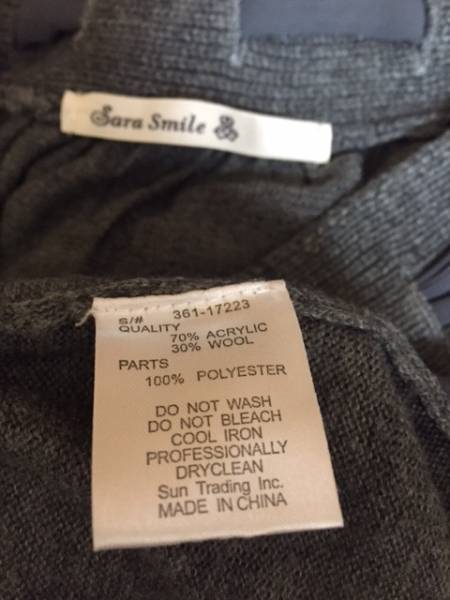 Sara Smile
S/# 361-17223
QUALITY
70% ACRYLIC
30% WOOL
PARTS
100% POLYESTER
DO NOT WASH
DO NOT BLEACH
COOL IRON
PROFESSIONALLY
DRYCLEAN
Sun Trading Inc.
MADE IN CHINA